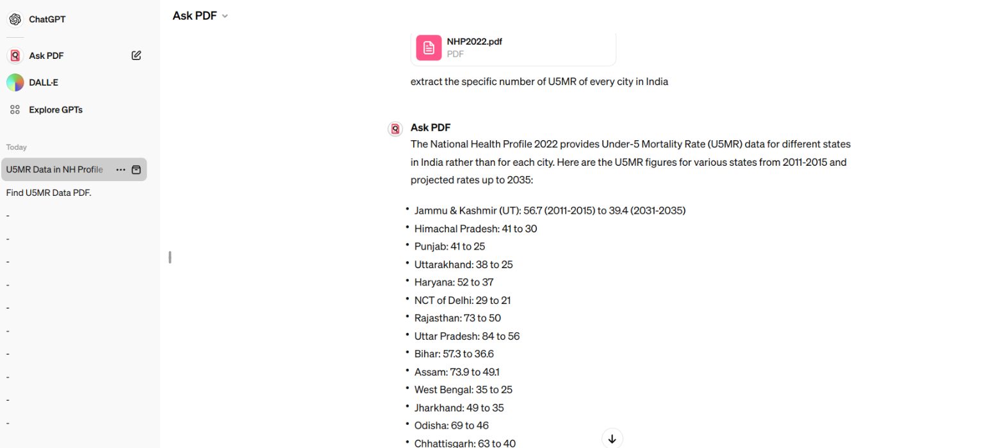 ChatGPT
Ask PDF
DALL·E
Explore GPTs
Today
U5MR Data in NH Profile
Find U5MR Data PDF.
-
-
-
-
-
-
-
-
-
-
Ask PDF
NHP2022.pdf
PDF
extract the specific number of U5MR of every city in India
Ask PDF
The National Health Profile 2022 provides Under-5 Mortality Rate (U5MR) data for different states
in India rather than for each city. Here are the U5MR figures for various states from 2011-2015 and
projected rates up to 2035:
• Jammu & Kashmir (UT): 56.7 (2011-2015) to 39.4 (2031-2035)
• Himachal Pradesh: 41 to 30
• Punjab: 41 to 25
• Uttarakhand: 38 to 25
• Haryana: 52 to 37
• NCT of Delhi: 29 to 21
• Rajasthan: 73 to 50
• Uttar Pradesh: 84 to 56
• Bihar: 57.3 to 36.6
• Assam: 73.9 to 49.1
• West Bengal: 35 to 25
• Jharkhand: 49 to 35
• Odisha: 69 to 46
• Chhattisgarh: 63 to 40